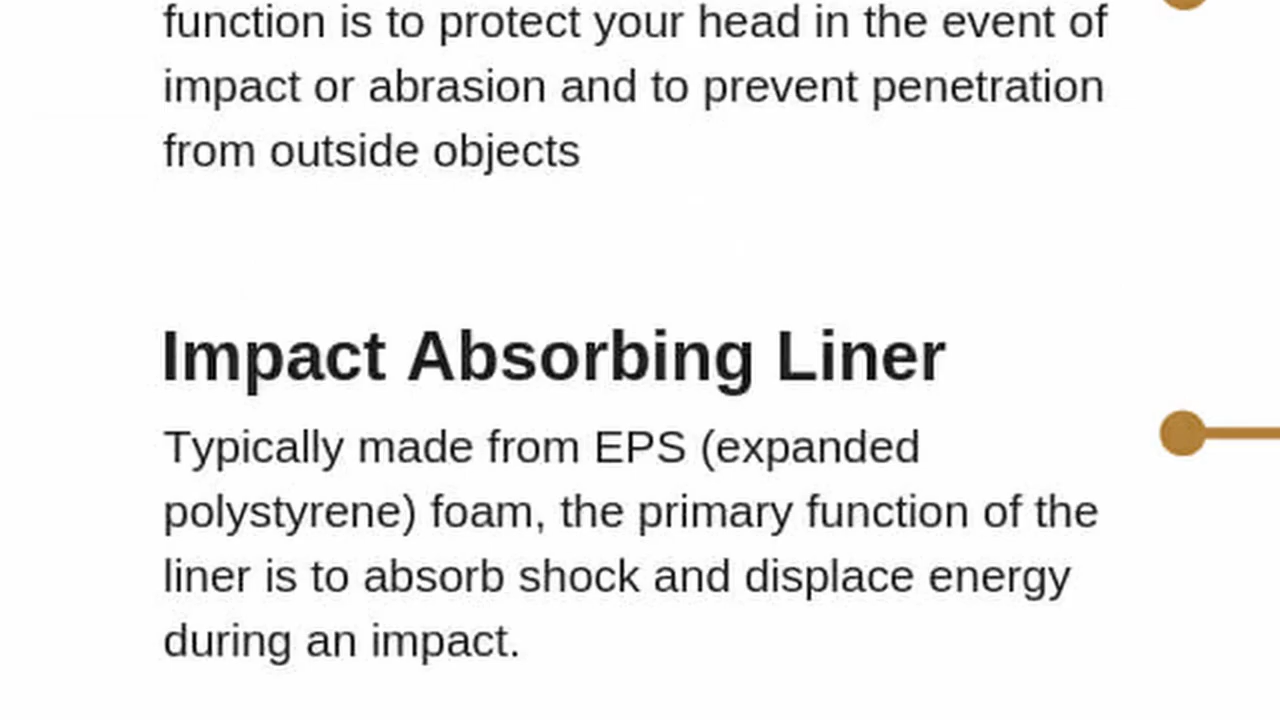 function is to protect your head in the event of
impact or abrasion and to prevent penetration
from outside objects
Impact Absorbing Liner
Typically made from EPS (expanded
polystyrene) foam, the primary function of the
liner is to absorb shock and displace energy
during an impact.